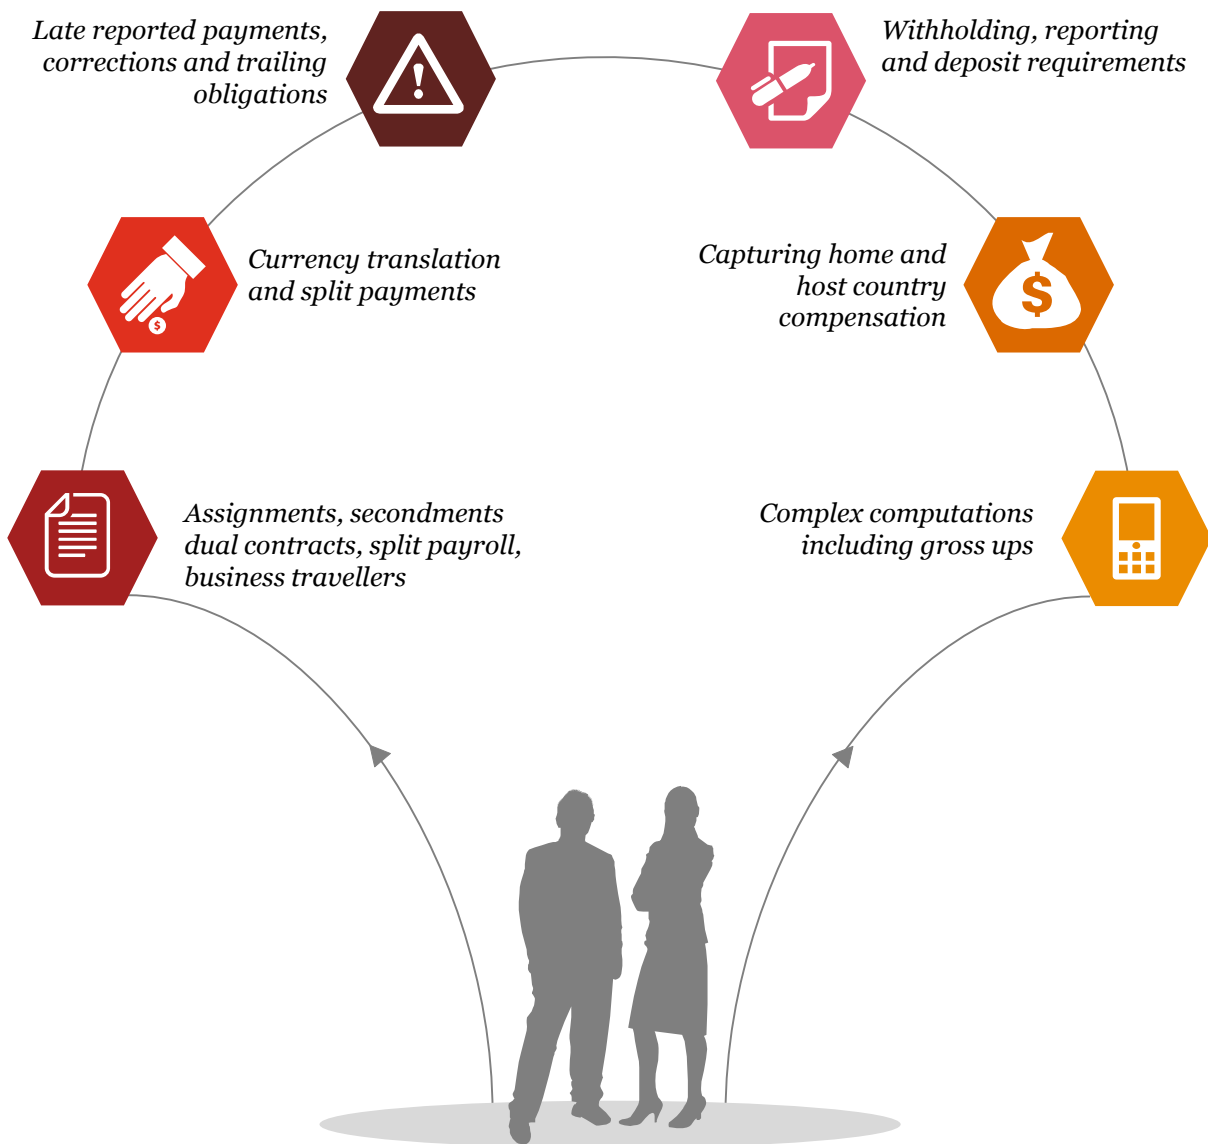 Late reported payments,
corrections and trailing
obligations
Withholding, reporting
and deposit requirements
Currency translation
and split payments
$
Capturing home and
host country
compensation
$
Assignments, secondments
dual contracts, split payroll,
business travellers
Complex computations
including gross ups